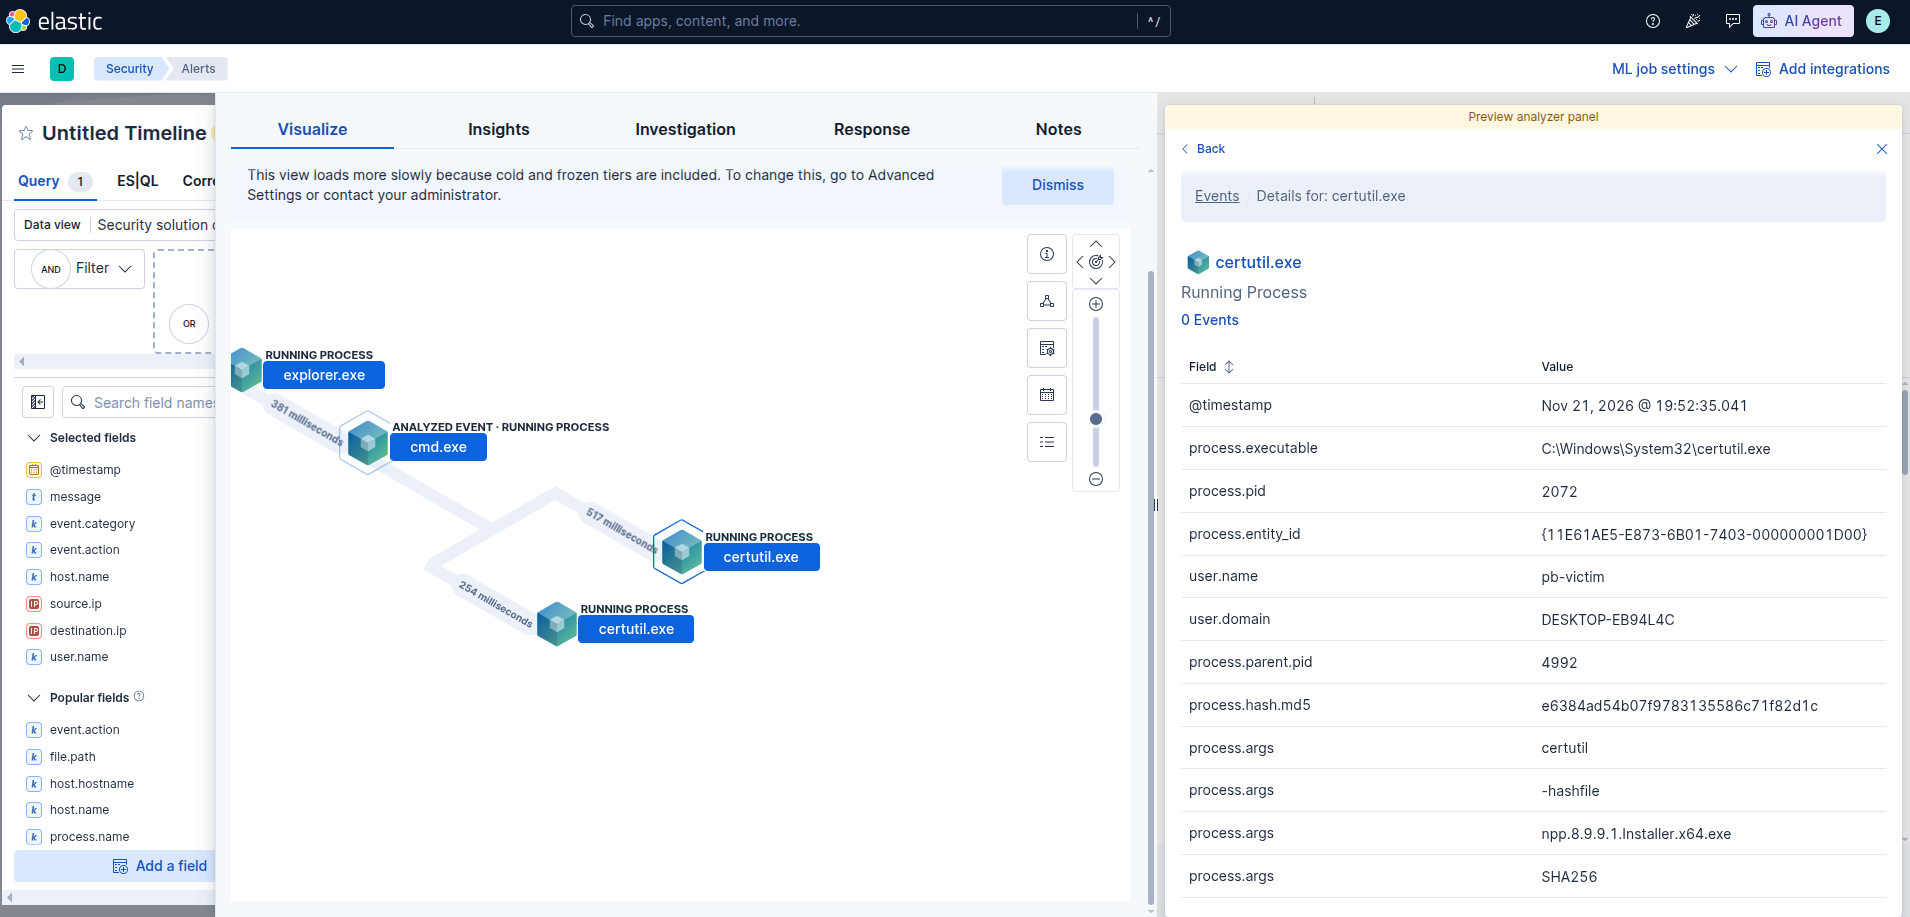 elastic
Find apps, content, and more.
^/
AI Agent
E
D
Security
Alerts
ML job settings
Add integrations
Untitled Timeline
Query 1
ES|QL
Data view
Security solution
AND
Filter
OR
Search field names
Selected fields
@timestamp
message
event.category
event.action
host.name
source.ip
destination.ip
user.name
Popular fields
event.action
file.path
host.hostname
host.name
process.name
Add a field
Visualize
Insights
Investigation
Response
Notes
This view loads more slowly because cold and frozen tiers are included. To change this, go to Advanced
Settings or contact your administrator.
Dismiss
RUNNING PROCESS
explorer.exe
381 milliseconds
ANALYZED EVENT · RUNNING PROCESS
cmd.exe
517 milliseconds
RUNNING PROCESS
certutil.exe
254 milliseconds
RUNNING PROCESS
certutil.exe
Preview analyzer panel
Back
Events
Details for: certutil.exe
certutil.exe
Running Process
0 Events
Field
Value
@timestamp
Nov 21, 2026 @ 19:52:35.041
process.executable
C:\Windows\System32\certutil.exe
process.pid
2072
process.entity_id
{11E61AE5-E873-6B01-7403-000000001D00}
user.name
pb-victim
user.domain
DESKTOP-EB94L4C
process.parent.pid
4992
process.hash.md5
e6384ad54b07f9783135586c71f82d1c
process.args
certutil
process.args
-hashfile
process.args
npp.8.9.9.1.Installer.x64.exe
process.args
SHA256